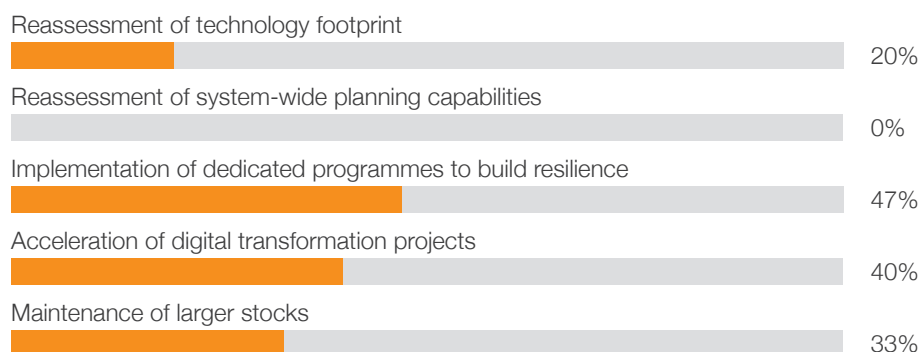 Reassessment of technology footprint
20%
Reassessment of system-wide planning capabilities
0%
Implementation of dedicated programmes to build resilience
47%
Acceleration of digital transformation projects
40%
Maintenance of larger stocks
33%